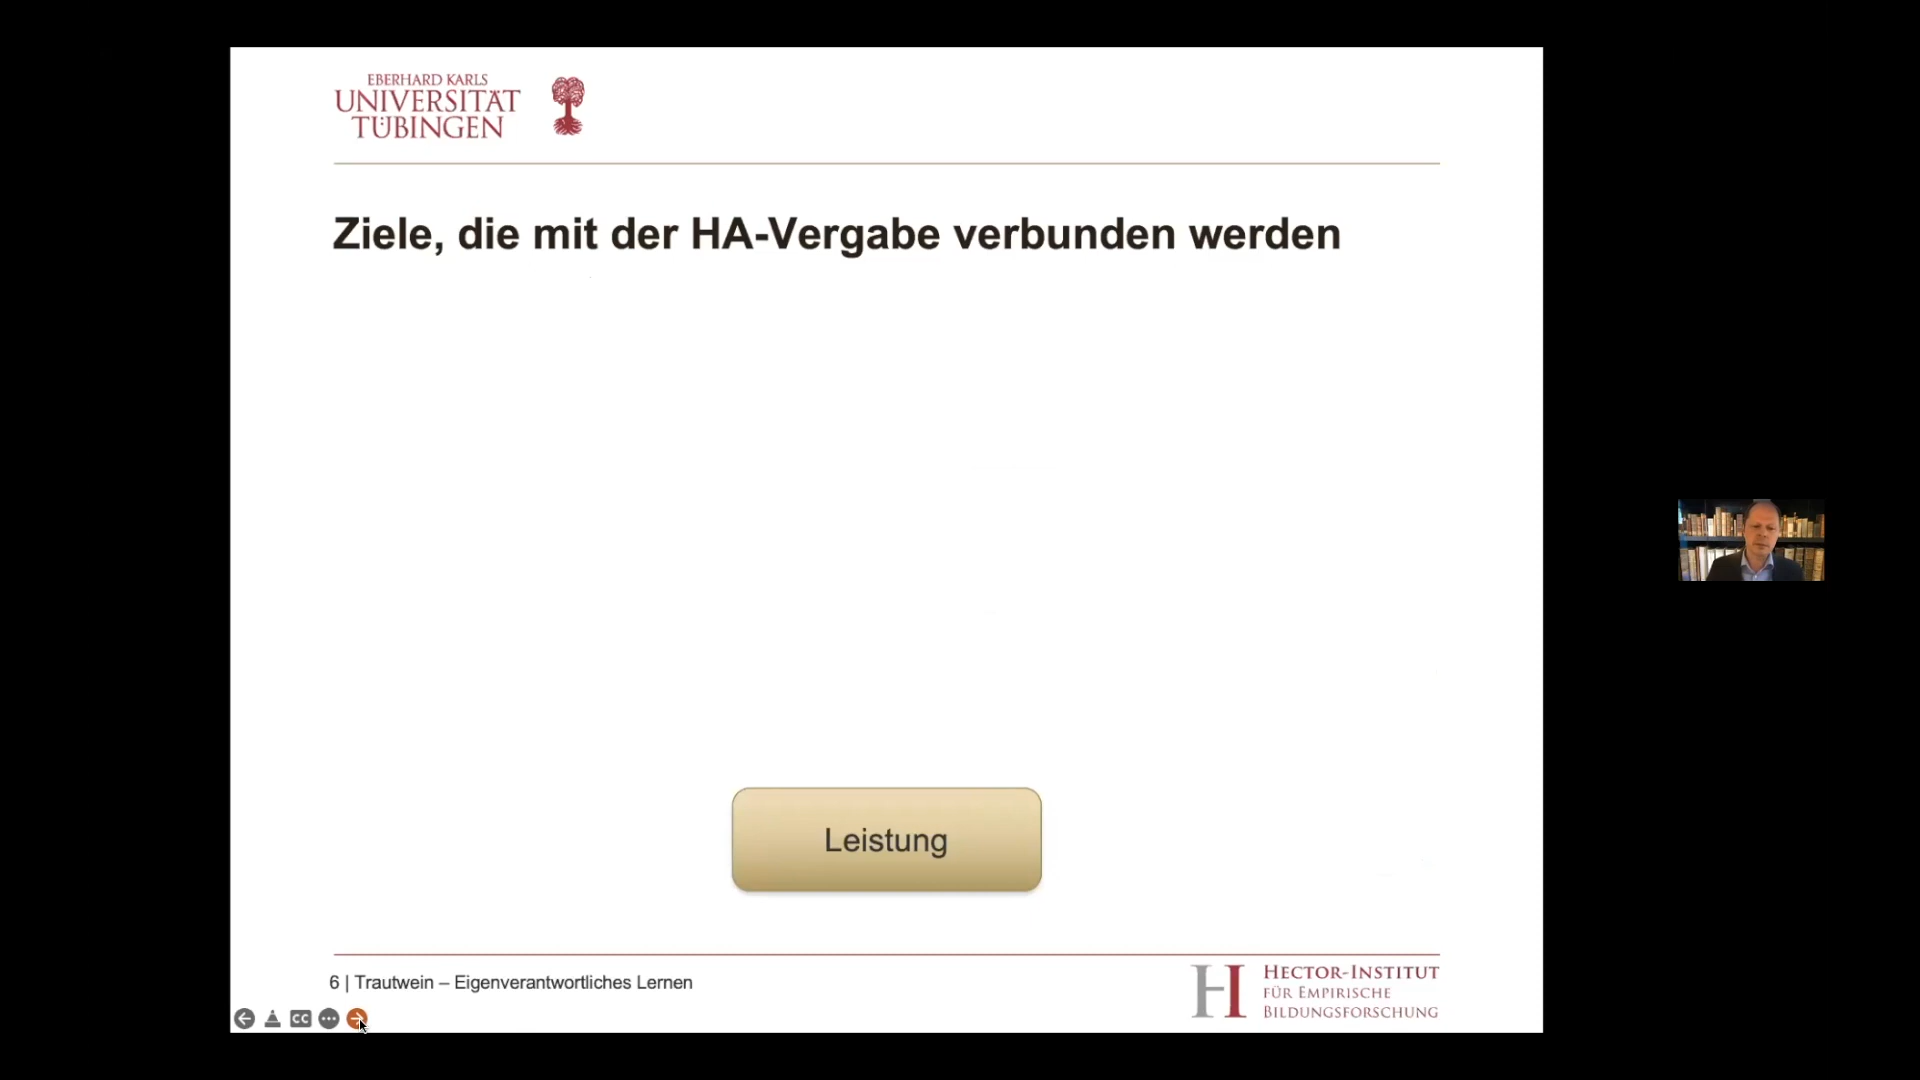 EBERHARD KARLS
UNIVERSITÄT
TÜBINGEN
Ziele, die mit der HA-Vergabe verbunden werden
Leistung
6 | Trautwein – Eigenverantwortliches Lernen
HECTOR-INSTITUT
FÜR EMPIRISCHE
BILDUNGSFORSCHUNG
CC